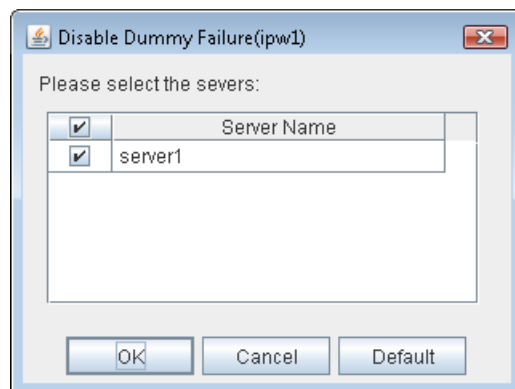 Disable Dummy Failure(ipw1)
Please select the severs:
Server Name
server1
OK Cancel Default